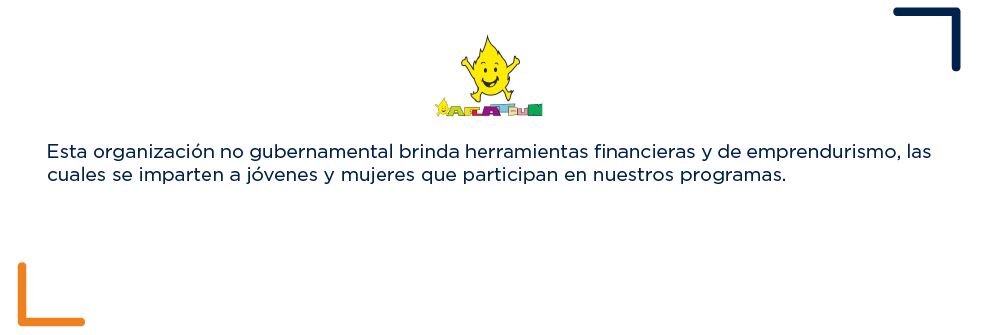 AFLATOUN
Esta organización no gubernamental brinda herramientas financieras y de emprendurismo, las
cuales se imparten a jóvenes y mujeres que participan en nuestros programas.